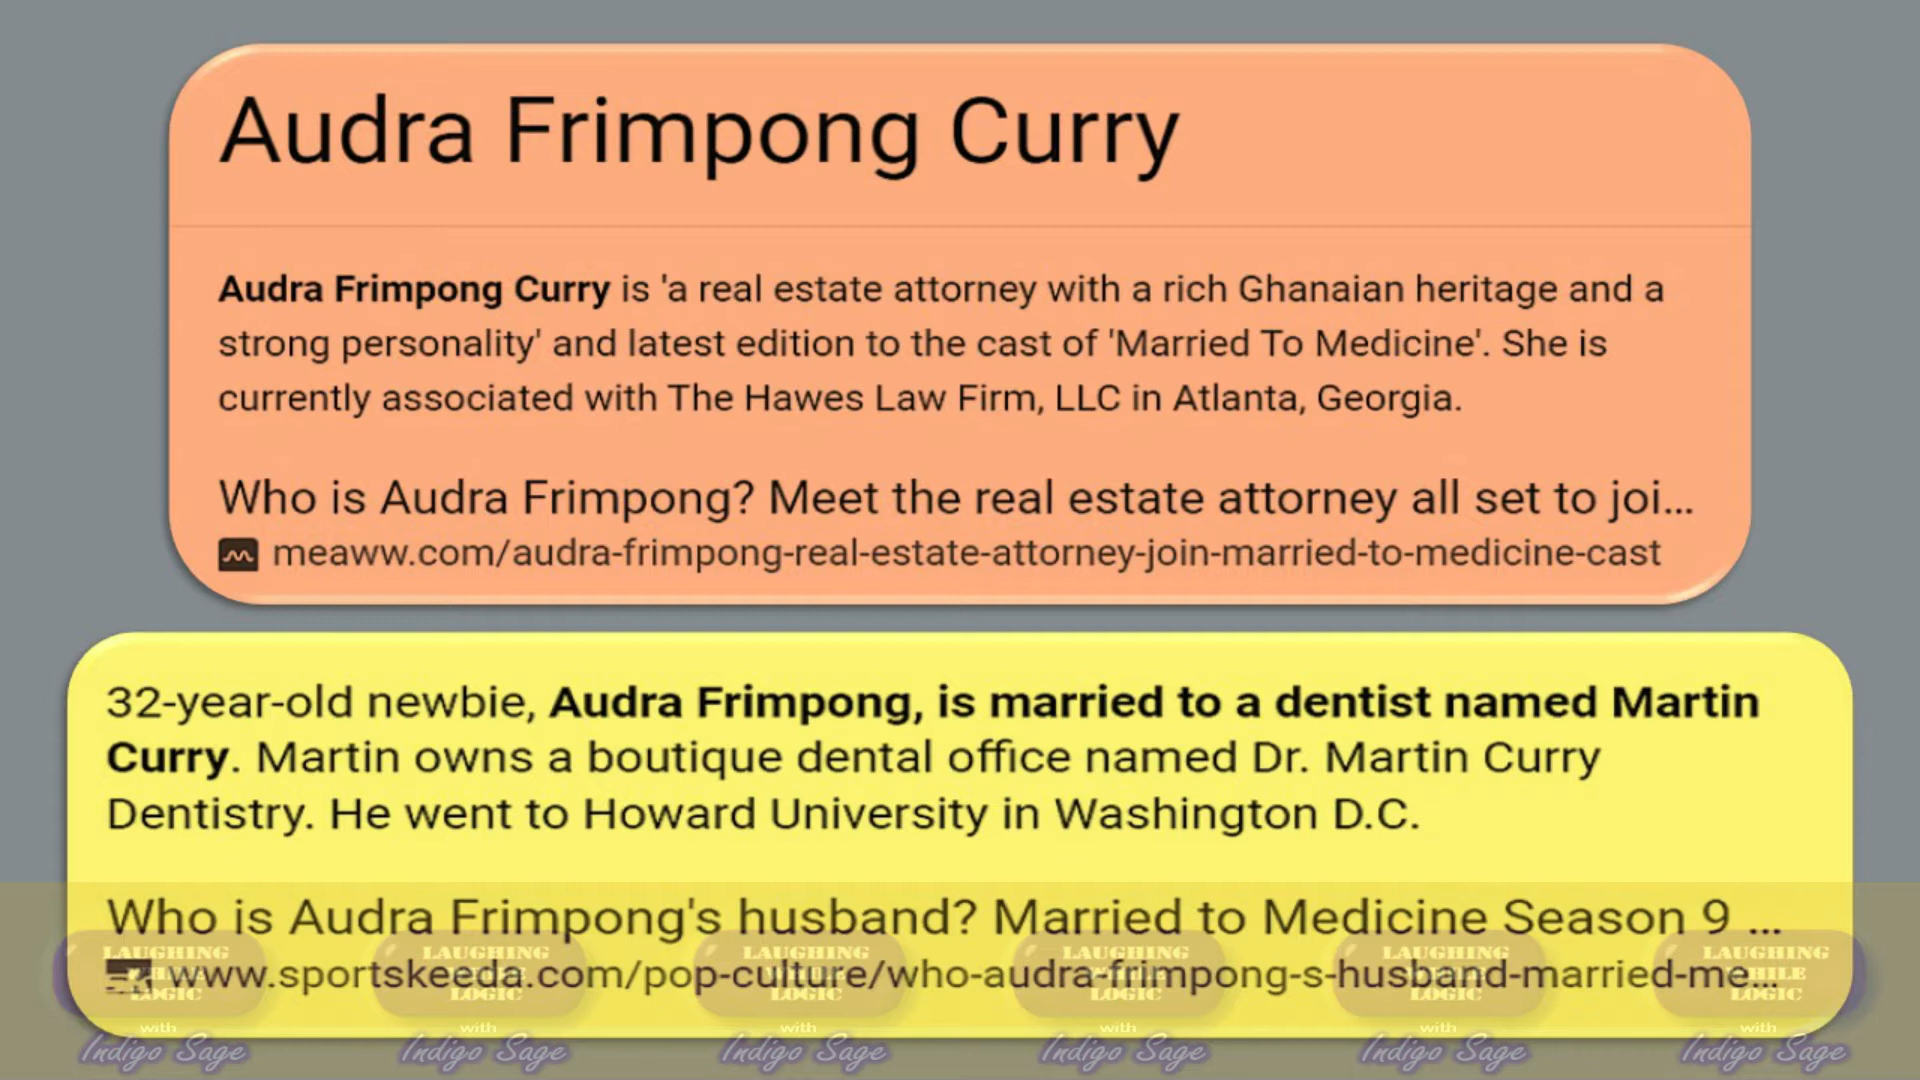 Audra Frimpong Curry
Audra Frimpong Curry is 'a real estate attorney with a rich Ghanaian heritage and a
strong personality' and latest edition to the cast of 'Married To Medicine'. She is
currently associated with The Hawes Law Firm, LLC in Atlanta, Georgia.
Who is Audra Frimpong? Meet the real estate attorney all set to joi...
meaww.com/audra-frimpong-real-estate-attorney-join-married-to-medicine-cast
32-year-old newbie, Audra Frimpong, is married to a dentist named Martin
Curry. Martin owns a boutique dental office named Dr. Martin Curry
Dentistry. He went to Howard University in Washington D.C.
Who is Audra Frimpong's husband? Married to Medicine Season 9 ...
www.sportskeeda.com/pop-culture/who-audra-frimpong-s-husband-married-me...
LAUGHING LAUGHING LAUGHING LAUGHING LAUGHING LAUGHING
WHILE WHILE WHILE WHILE WHILE WHILE
LOGIC LOGIC LOGIC LOGIC LOGIC LOGIC
with with with with with with
Indigo Sage Indigo Sage Indigo Sage Indigo Sage Indigo Sage Indigo Sage